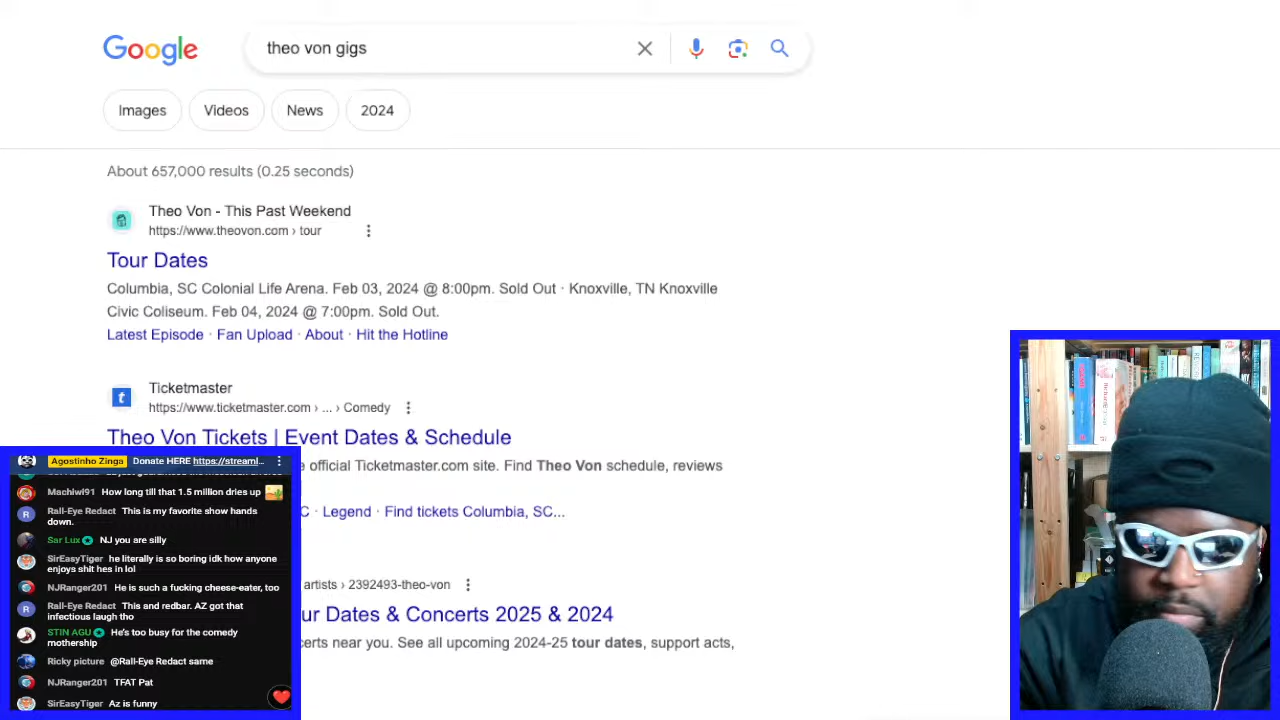 Google
theo von gigs
Images
Videos
News
2024
About 657,000 results (0.25 seconds)
Theo Von - This Past Weekend
https://www.theovon.com › tour
Tour Dates
Columbia, SC Colonial Life Arena. Feb 03, 2024 @ 8:00pm. Sold Out · Knoxville, TN Knoxville
Civic Coliseum. Feb 04, 2024 @ 7:00pm. Sold Out.
Latest Episode · Fan Upload · About · Hit the Hotline
Ticketmaster
https://www.ticketmaster.com › ... › Comedy
Theo Von Tickets | Event Dates & Schedule
official Ticketmaster.com site. Find Theo Von schedule, reviews
Legend · Find tickets Columbia, SC...
artists › 2392493-theo-von
ur Dates & Concerts 2025 & 2024
certs near you. See all upcoming 2024-25 tour dates, support acts,
Agostinho Zinga Donate HERE https://streaml...
Machiwi91 How long till that 1.5 million dries up
Rall-Eye Redact This is my favorite show hands
down.
Sar Lux NJ you are silly
SirEasyTiger he literally is so boring idk how anyone
enjoys shit hes in lol
NJRanger201 He is such a fucking cheese-eater, too
Rall-Eye Redact This and redbar. AZ got that
infectious laugh tho
STIN AGU He's too busy for the comedy
mothership
Ricky picture @Rall-Eye Redact same
NJRanger201 TFAT Pat
SirEasyTiger Az is funny